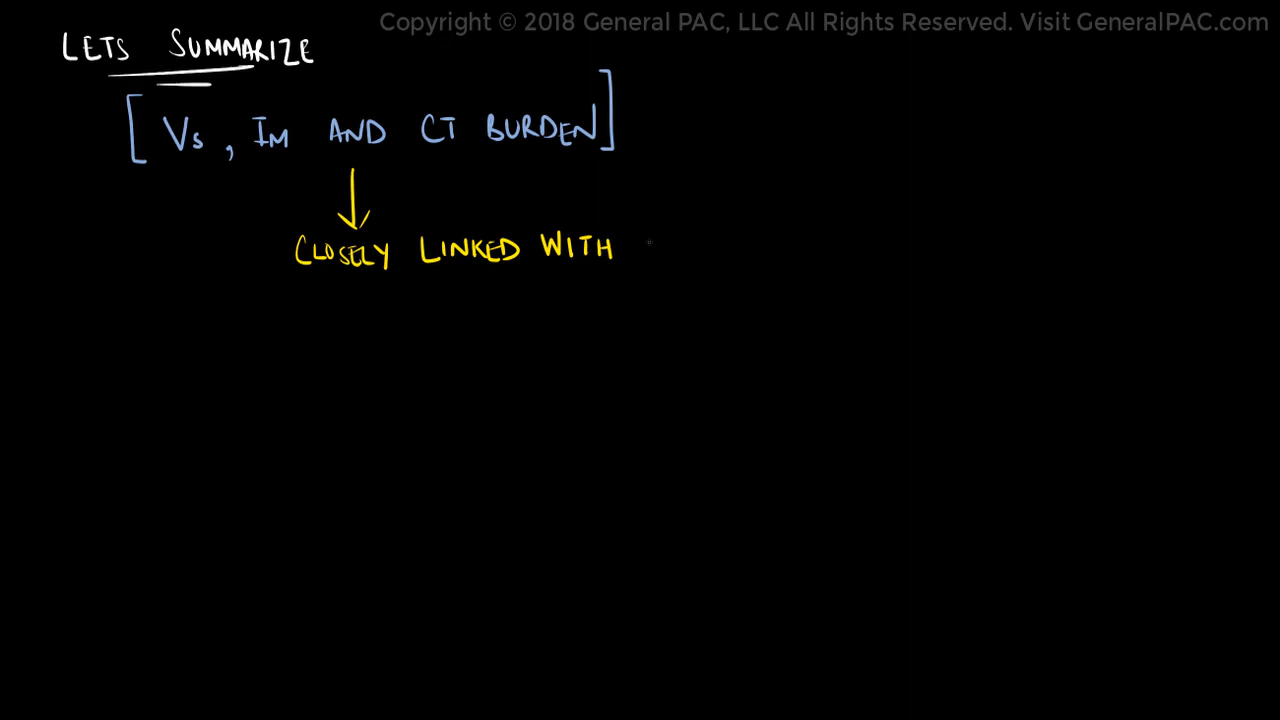 Copyright © 2018 General PAC, LLC All Rights Reserved. Visit GeneralPAC.com
LETS SUMMARIZE
[ Vs, IM AND CT BURDEN ]
CLOSELY LINKED WITH